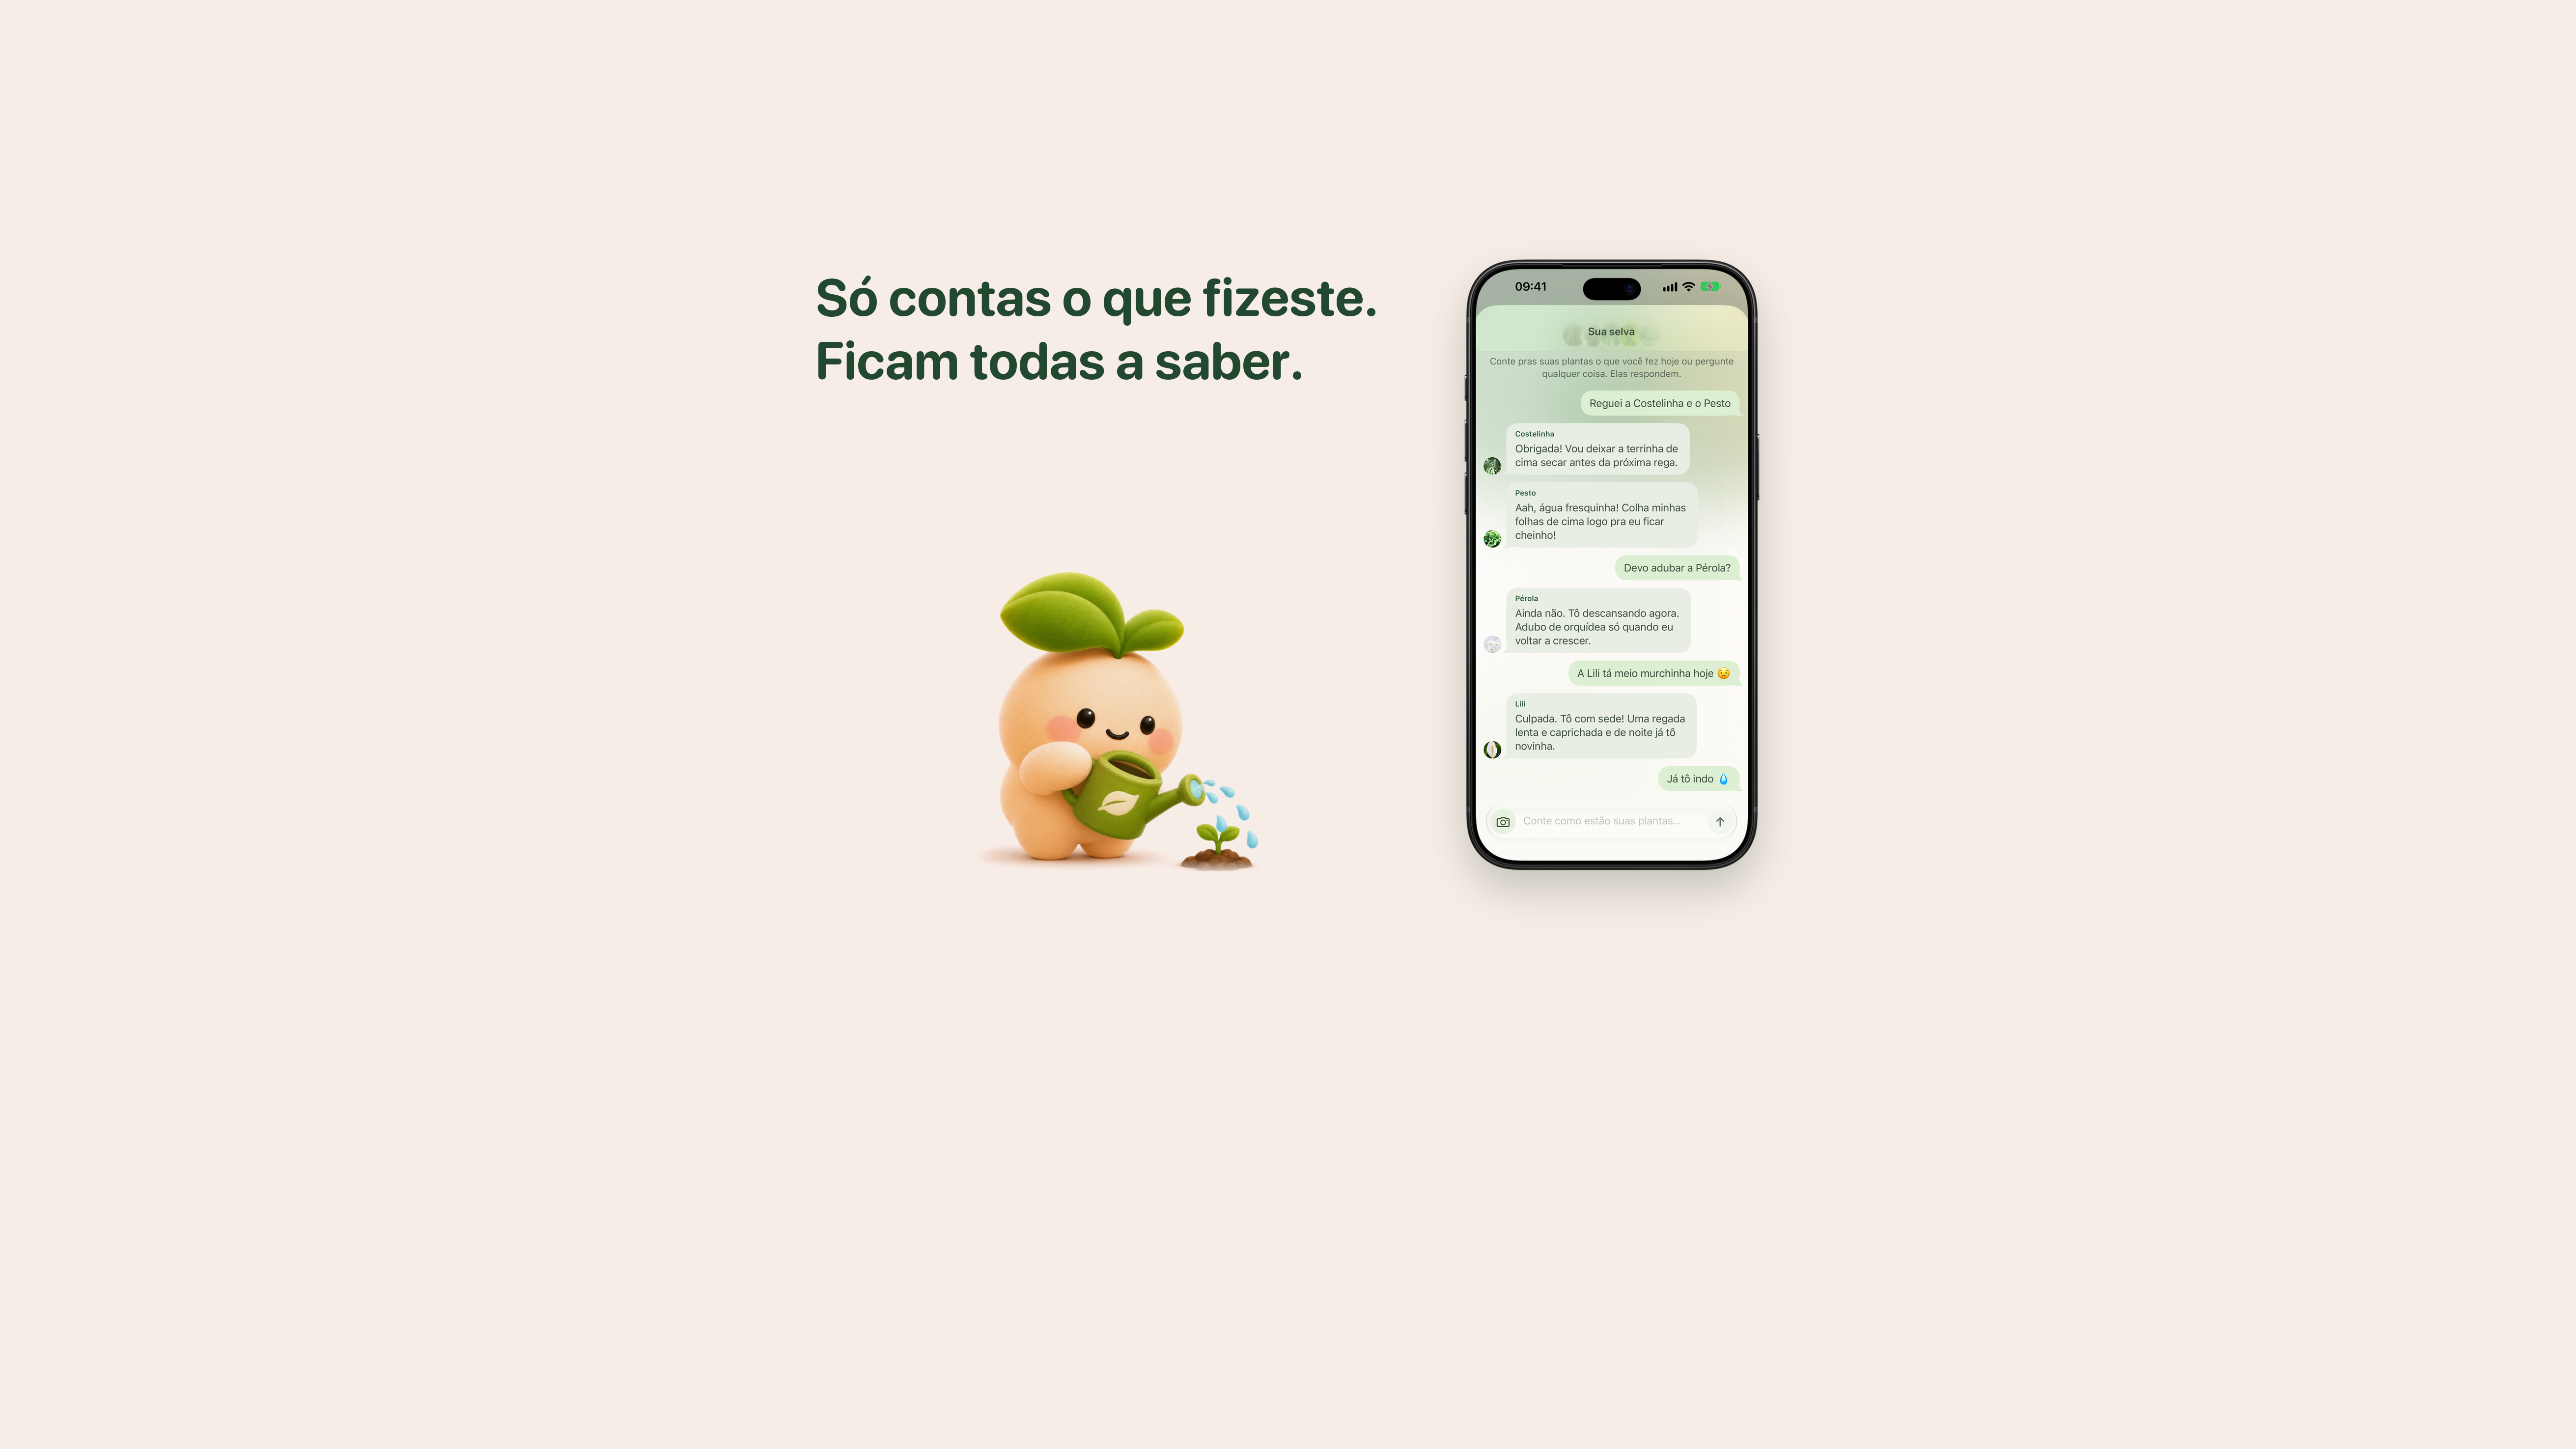 Só contas o que fizeste.
Ficam todas a saber.
09:41
Sua selva
Conte pras suas plantas o que você fez hoje ou pergunte
qualquer coisa. Elas respondem.
Reguei a Costelinha e o Pesto
Costelinha
Obrigada! Vou deixar a terrinha de
cima secar antes da próxima rega.
Pesto
Aah, água fresquinha! Colha minhas
folhas de cima logo pra eu ficar
cheinho!
Devo adubar a Pérola?
Pérola
Ainda não. Tô descansando agora.
Adubo de orquídea só quando eu
voltar a crescer.
A Lili tá meio murchinha hoje 😟
Lili
Culpada. Tô com sede! Uma regada
lenta e caprichada e de noite já tô
novinha.
Já tô indo 💧
Conte como estão suas plantas...